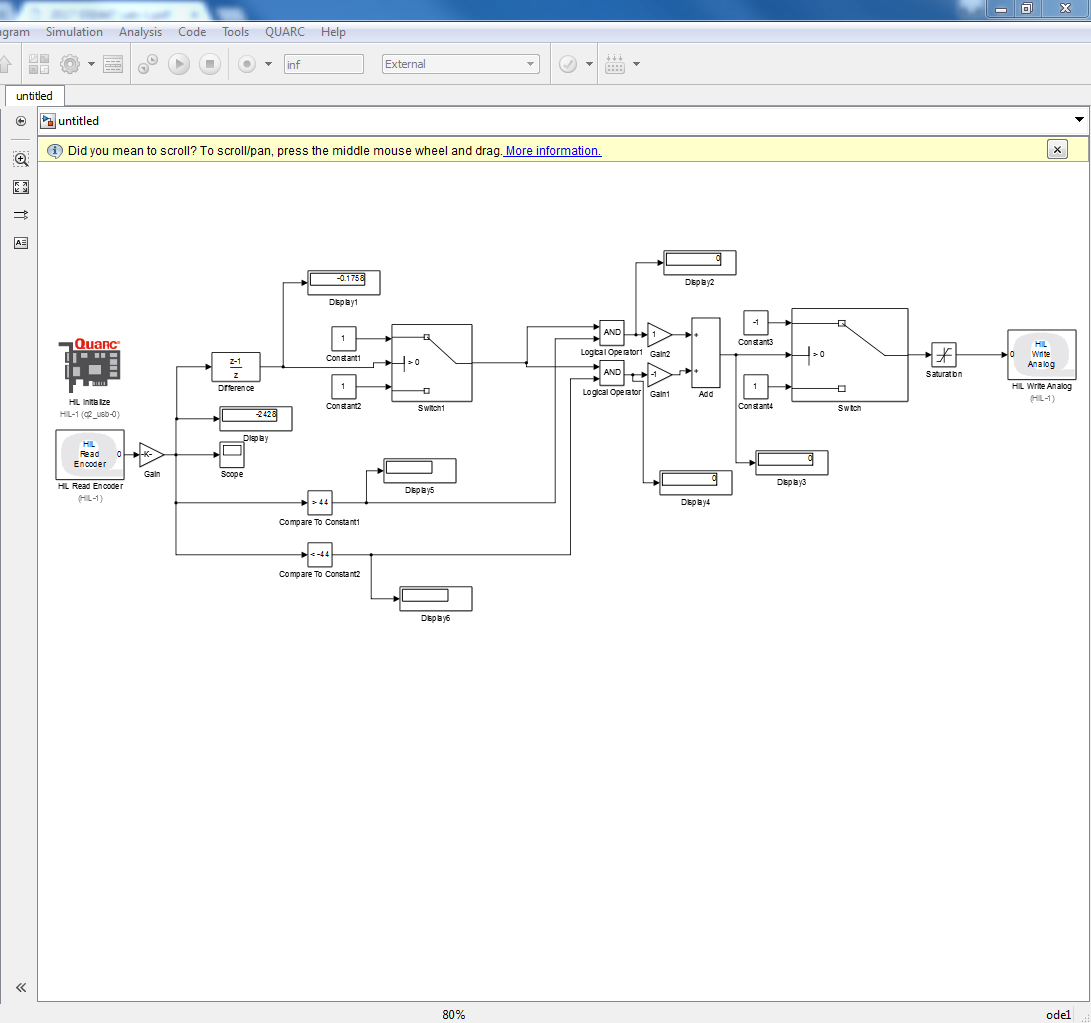 agram Simulation Analysis Code Tools QUARC Help
inf External
untitled
untitled
Did you mean to scroll? To scroll/pan, press the middle mouse wheel and drag. More information.
0
Display2
-0.1758
Display1
1
Constant1
> 0
Switch1
1
Constant2
AND
Logical Operator1
AND
Logical Operator
1
Gain2
-1
Gain1
+
+
Add
-1
Constant3
> 0
1
Constant4
Switch
Saturation
0
HIL
Write
Analog
HIL Write Analog
(HIL-1)
Quarc
HIL Initialize
HIL-1 (q2_usb-0)
z-1
z
Difference
-2428
Display
HIL
Read
Encoder
0
HIL Read Encoder
(HIL-1)
-K-
Gain
Scope
Display5
0
Display3
0
Display4
> 44
Compare To Constant1
< -44
Compare To Constant2
Display6
80% ode1